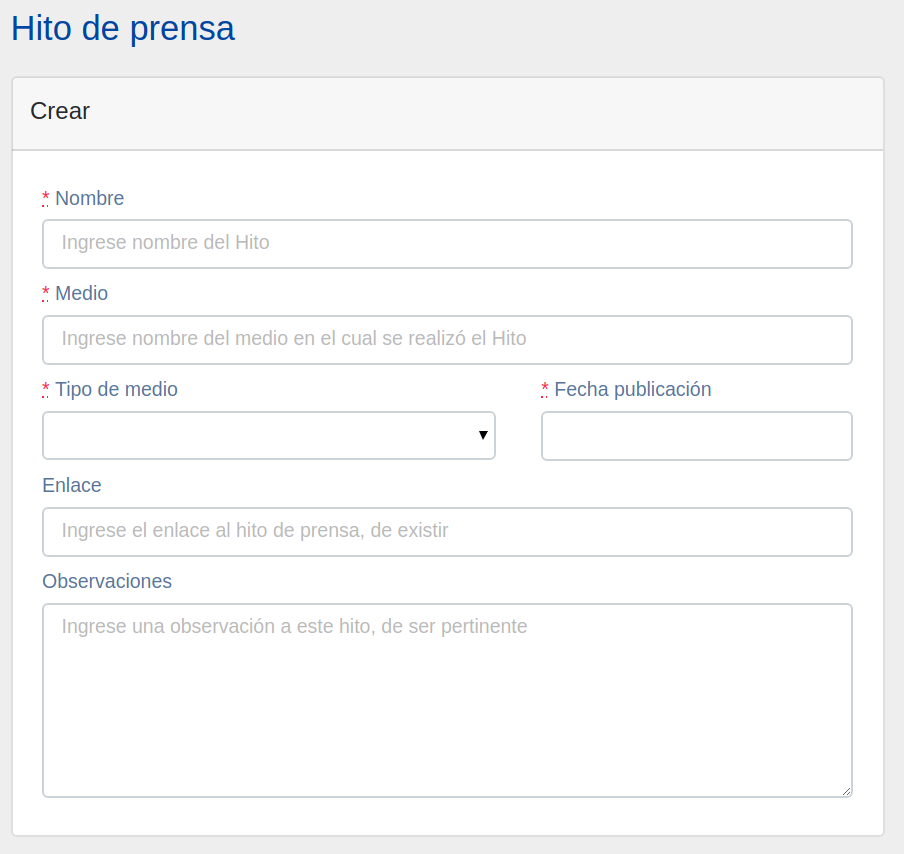 Hito de prensa
Crear
* Nombre
Ingrese nombre del Hito
* Medio
Ingrese nombre del medio en el cual se realizó el Hito
* Tipo de medio
* Fecha publicación
Enlace
Ingrese el enlace al hito de prensa, de existir
Observaciones
Ingrese una observación a este hito, de ser pertinente